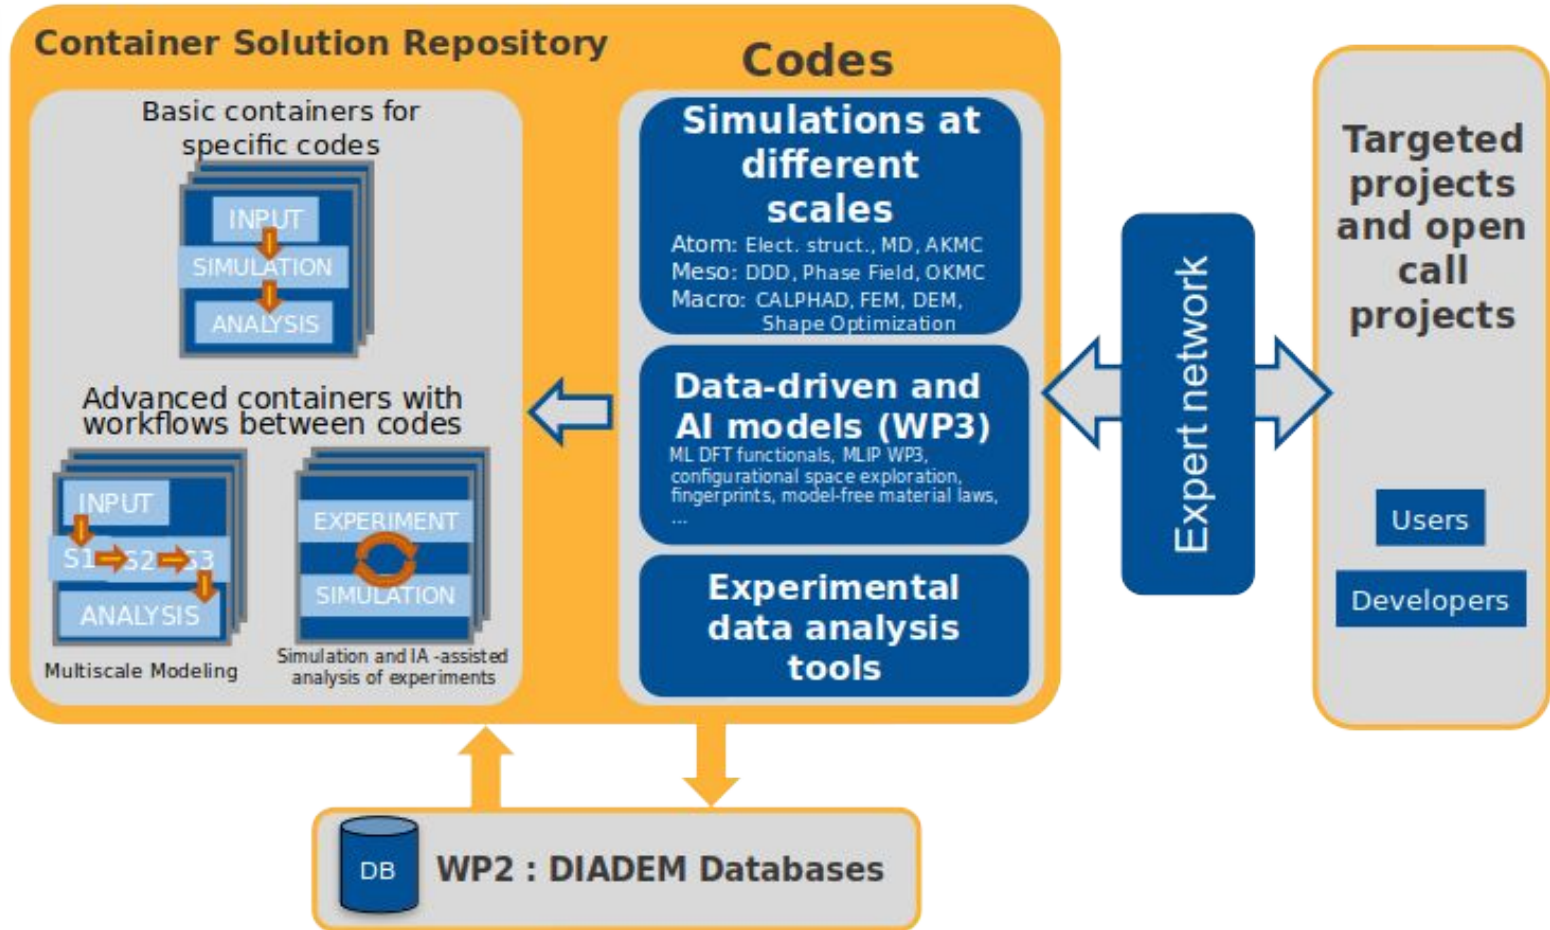 Container Solution Repository
Basic containers for
specific codes
INPUT
SIMULATION
ANALYSIS
Advanced containers with
workflows between codes
INPUT
S1 S2 S3
ANALYSIS
Multiscale Modeling
EXPERIMENT
SIMULATION
Simulation and IA -assisted
analysis of experiments
Codes
Simulations at
different
scales
Atom: Elect. struct., MD, AKMC
Meso: DDD, Phase Field, OKMC
Macro: CALPHAD, FEM, DEM,
Shape Optimization
Data-driven and
AI models (WP3)
ML DFT functionals, MLIP WP3,
configurational space exploration,
fingerprints, model-free material laws,
...
Experimental
data analysis
tools
Expert network
Targeted
projects
and open
call
projects
Users
Developers
DB
WP2 : DIADEM Databases